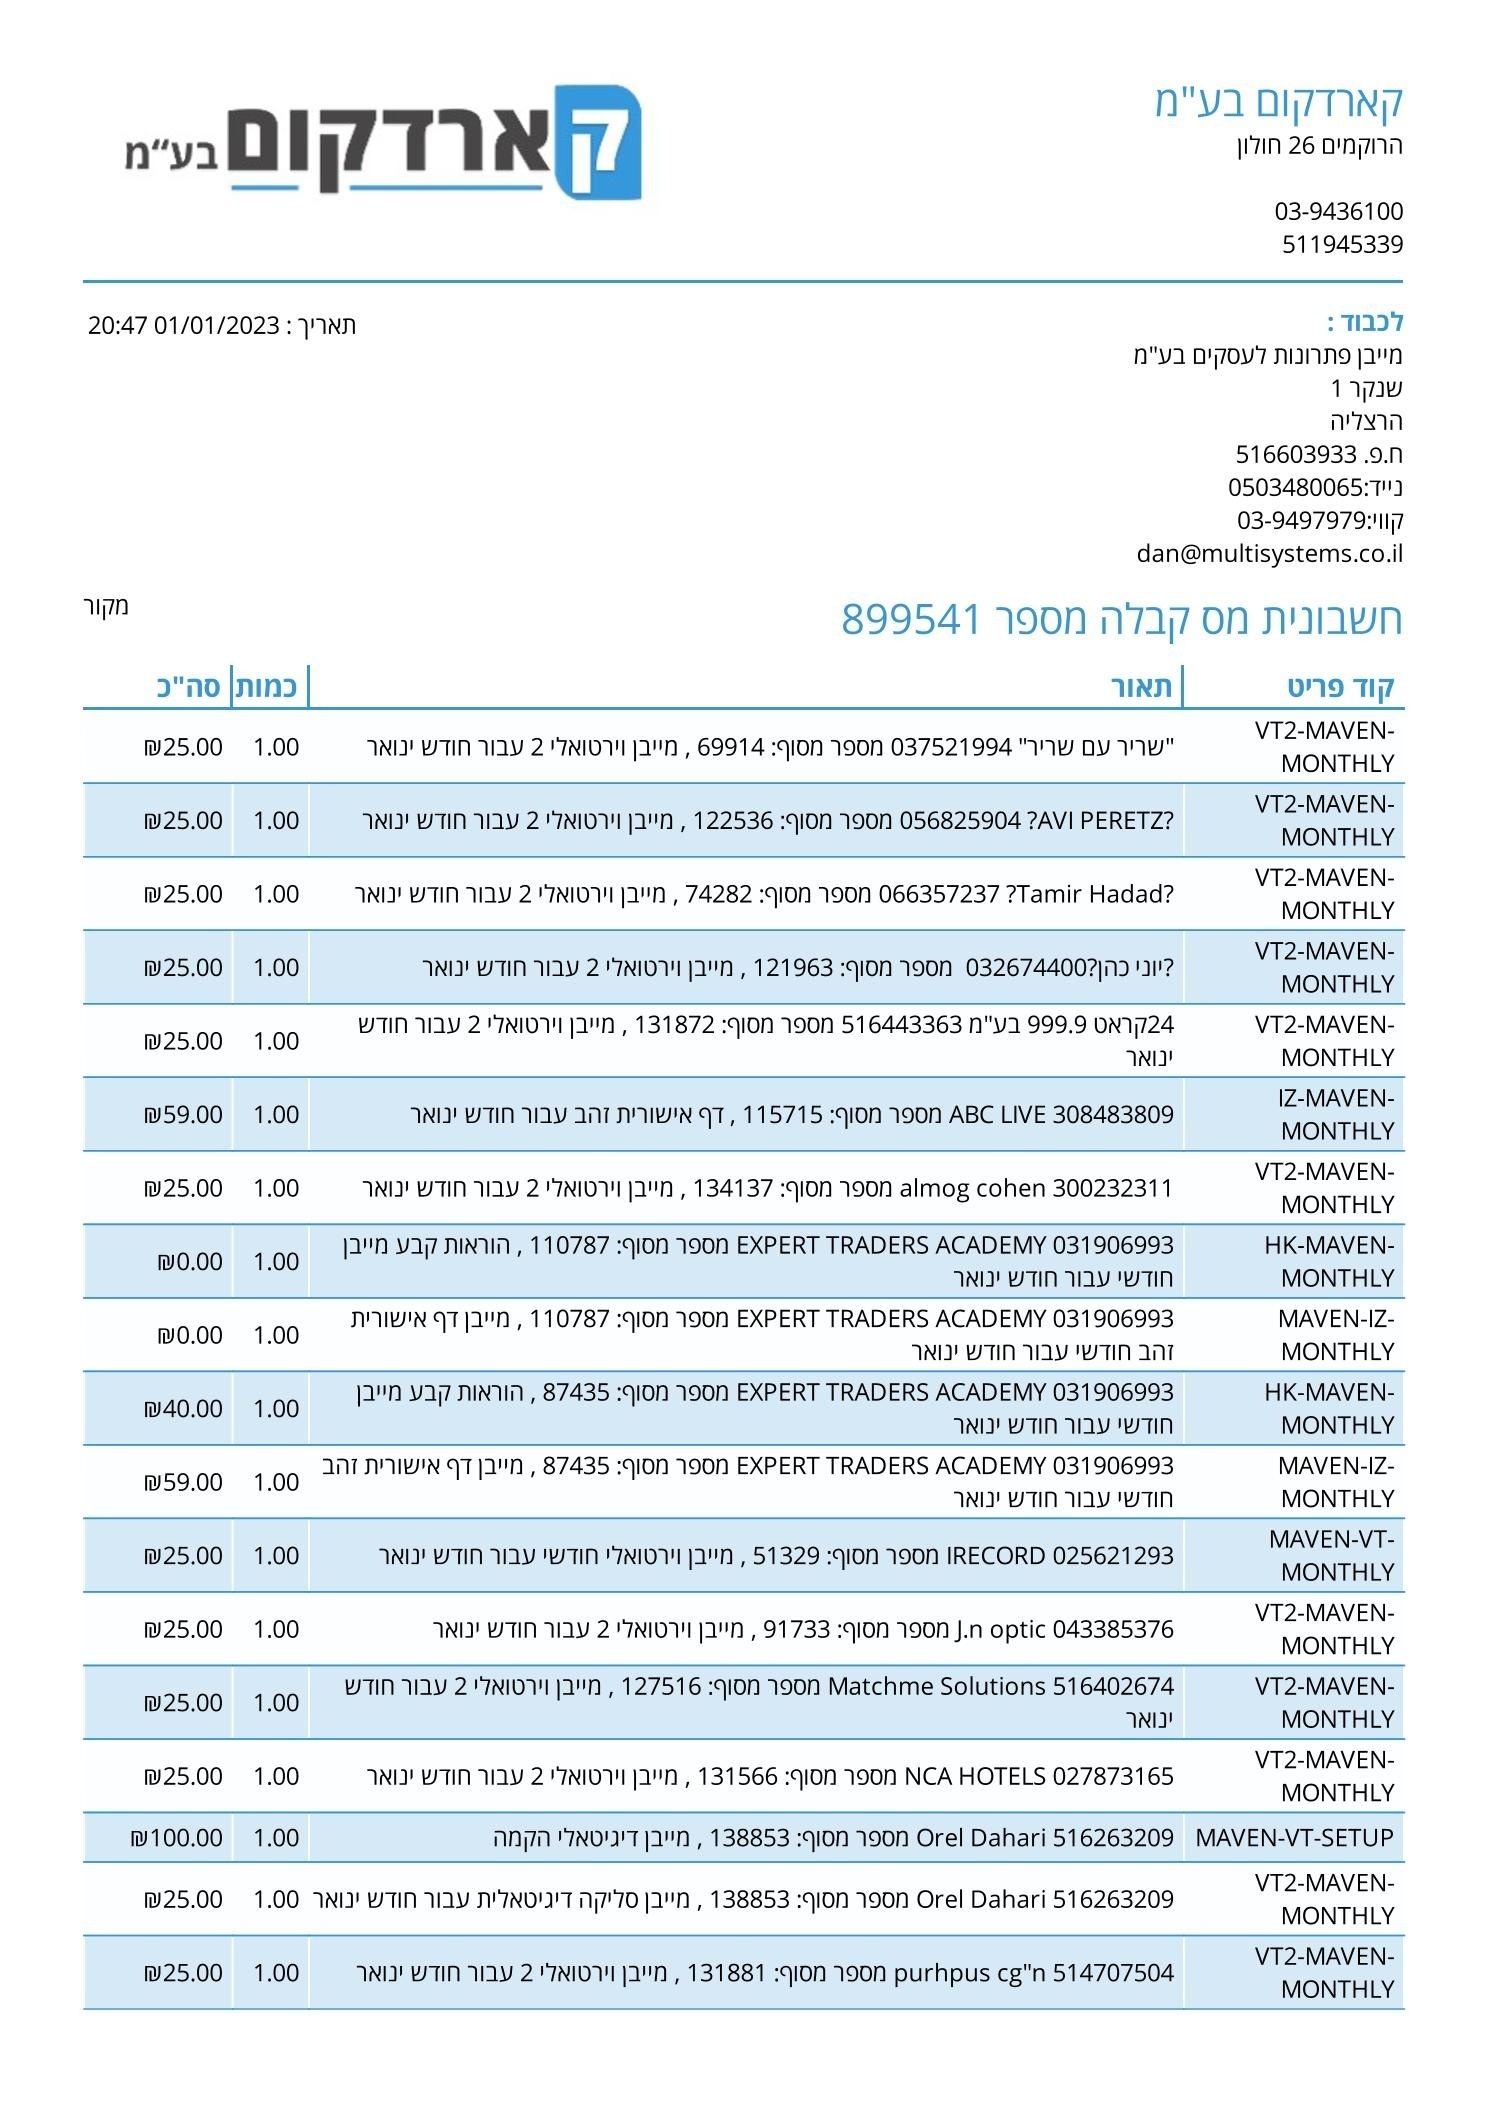 קארדקום בע"מ
קארדקום בע"מ
הרוקמים 26 חולון
03-9436100
511945339
לכבוד :
תאריך : 01/01/2023 20:47
מייבן פתרונות לעסקים בע"מ
שנקר 1
הרצליה
ח.פ. 516603933
נייד:0503480065
קווי:03-9497979
dan@multisystems.co.il
חשבונית מס קבלה מספר 899541
מקור
קוד פריט תאור כמות סה"כ
VT2-MAVEN-
MONTHLY
"שריר עם שריר" 037521994 מספר מסוף: 69914 , מייבן וירטואלי 2 עבור חודש ינואר 1.00 ₪25.00
VT2-MAVEN-
MONTHLY
?AVI PERETZ? 056825904 מספר מסוף: 122536 , מייבן וירטואלי 2 עבור חודש ינואר 1.00 ₪25.00
VT2-MAVEN-
MONTHLY
?Tamir Hadad? 066357237 מספר מסוף: 74282 , מייבן וירטואלי 2 עבור חודש ינואר 1.00 ₪25.00
VT2-MAVEN-
MONTHLY
?יוני כהן?032674400 מספר מסוף: 121963 , מייבן וירטואלי 2 עבור חודש ינואר 1.00 ₪25.00
VT2-MAVEN-
MONTHLY
24קראט 999.9 בע"מ 516443363 מספר מסוף: 131872 , מייבן וירטואלי 2 עבור חודש
ינואר
1.00 ₪25.00
IZ-MAVEN-
MONTHLY
ABC LIVE 308483809 מספר מסוף: 115715 , דף אישורית זהב עבור חודש ינואר 1.00 ₪59.00
VT2-MAVEN-
MONTHLY
almog cohen 300232311 מספר מסוף: 134137 , מייבן וירטואלי 2 עבור חודש ינואר 1.00 ₪25.00
HK-MAVEN-
MONTHLY
EXPERT TRADERS ACADEMY 031906993 מספר מסוף: 110787 , הוראות קבע מייבן
חודשי עבור חודש ינואר
1.00 ₪0.00
MAVEN-IZ-
MONTHLY
EXPERT TRADERS ACADEMY 031906993 מספר מסוף: 110787 , מייבן דף אישורית
זהב חודשי עבור חודש ינואר
1.00 ₪0.00
HK-MAVEN-
MONTHLY
EXPERT TRADERS ACADEMY 031906993 מספר מסוף: 87435 , הוראות קבע מייבן
חודשי עבור חודש ינואר
1.00 ₪40.00
MAVEN-IZ-
MONTHLY
EXPERT TRADERS ACADEMY 031906993 מספר מסוף: 87435 , מייבן דף אישורית זהב
חודשי עבור חודש ינואר
1.00 ₪59.00
MAVEN-VT-
MONTHLY
IRECORD 025621293 מספר מסוף: 51329 , מייבן וירטואלי חודשי עבור חודש ינואר 1.00 ₪25.00
VT2-MAVEN-
MONTHLY
J.n optic 043385376 מספר מסוף: 91733 , מייבן וירטואלי 2 עבור חודש ינואר 1.00 ₪25.00
VT2-MAVEN-
MONTHLY
Matchme Solutions 516402674 מספר מסוף: 127516 , מייבן וירטואלי 2 עבור חודש
ינואר
1.00 ₪25.00
VT2-MAVEN-
MONTHLY
NCA HOTELS 027873165 מספר מסוף: 131566 , מייבן וירטואלי 2 עבור חודש ינואר 1.00 ₪25.00
MAVEN-VT-SETUP Orel Dahari 516263209 מספר מסוף: 138853 , מייבן דיגיטאלי הקמה 1.00 ₪100.00
VT2-MAVEN-
MONTHLY
Orel Dahari 516263209 מספר מסוף: 138853 , מייבן סליקה דיגיטאלית עבור חודש ינואר 1.00 ₪25.00
VT2-MAVEN-
MONTHLY
purhpus cg"n 514707504 מספר מסוף: 131881 , מייבן וירטואלי 2 עבור חודש ינואר 1.00 ₪25.00